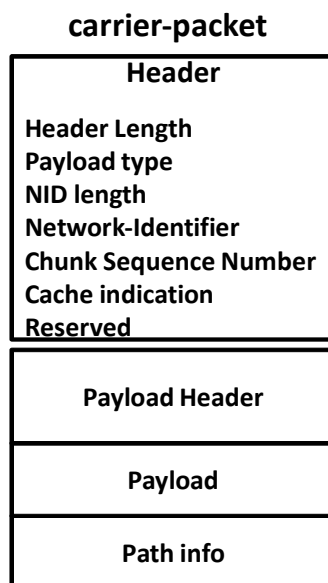 carrier-packet
Header
Header Length
Payload type
NID length
Network-Identifier
Chunk Sequence Number
Cache indication
Reserved
Payload Header
Payload
Path info